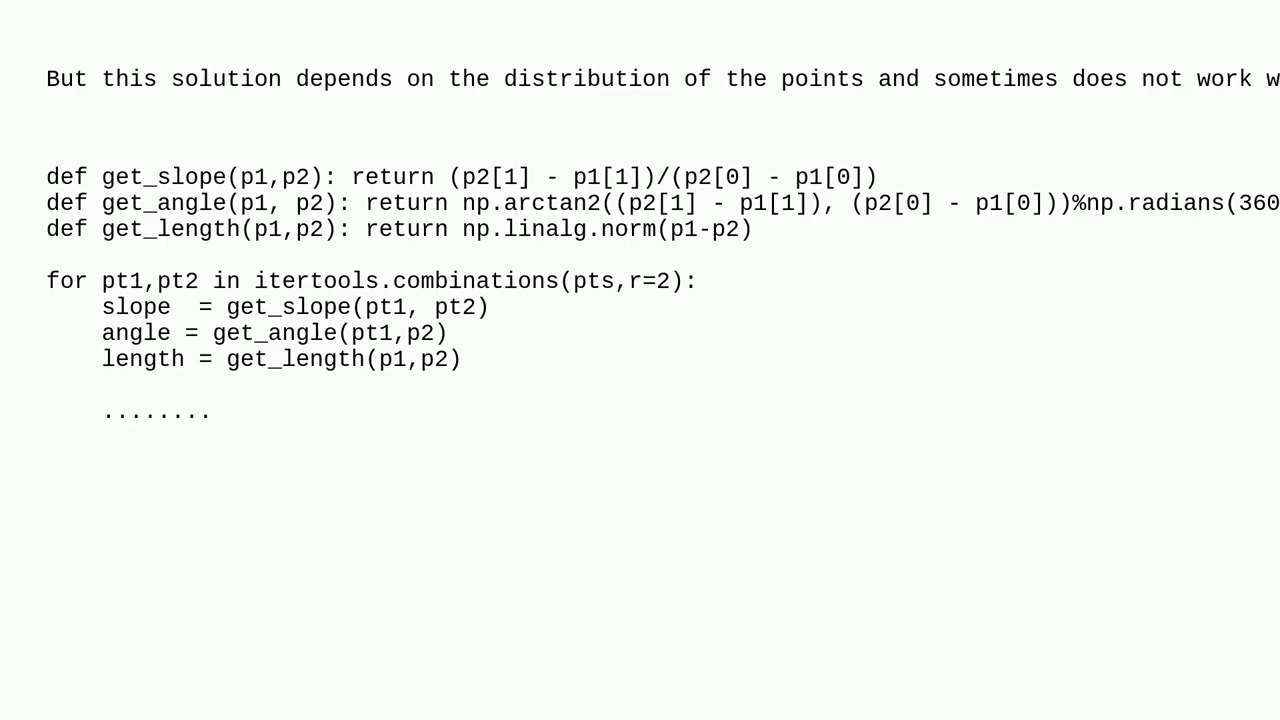 But this solution depends on the distribution of the points and sometimes does not work
def get_slope(p1,p2): return (p2[1] - p1[1])/(p2[0] - p1[0])
def get_angle(p1, p2): return np.arctan2((p2[1] - p1[1]), (p2[0] - p1[0]))%np.radians(360
def get_length(p1,p2): return np.linalg.norm(p1-p2)
for pt1,pt2 in itertools.combinations(pts,r=2):
    slope  = get_slope(pt1, pt2)
    angle = get_angle(pt1,p2)
    length = get_length(p1,p2)
    ........